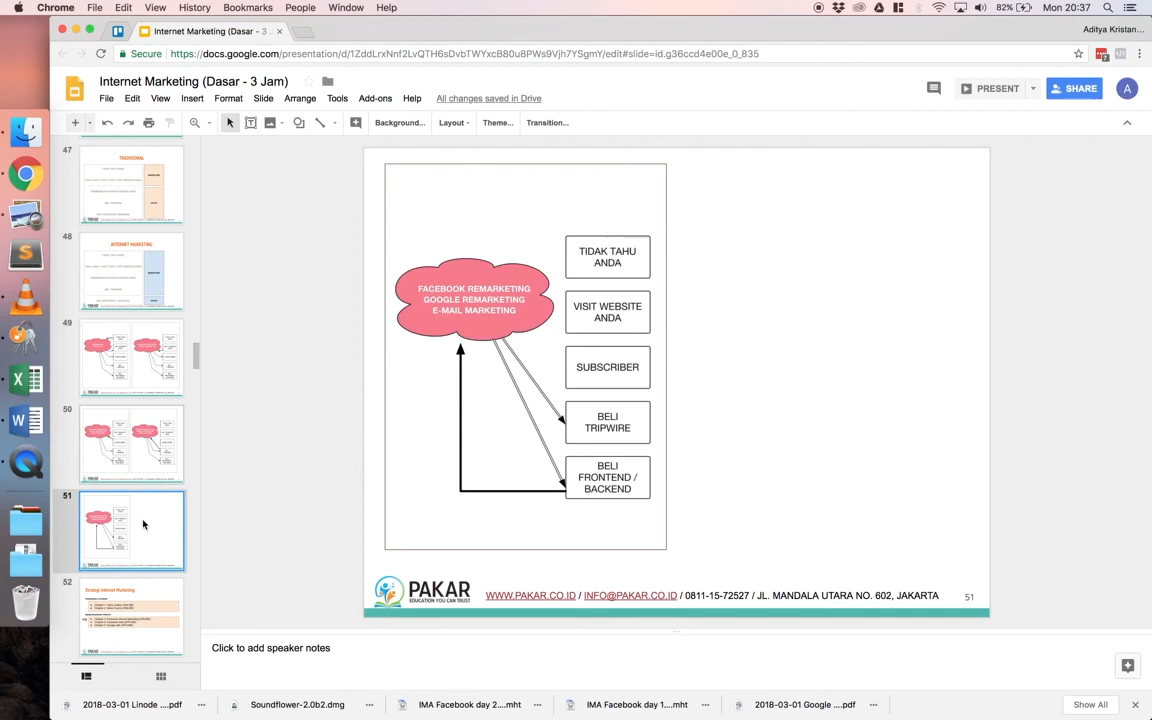 Chrome File Edit View History Bookmarks People Window Help 82% Mon 20:37
Internet Marketing (Dasar - 3 J Aditya Kristan...
Secure https://docs.google.com/presentation/d/1ZddLrxNnf2LvQTH6sDvbTWYxcB80u8PWs9Vjh7YSgmY/edit#slide=id.g36ccd4e00e_0_835
Internet Marketing (Dasar - 3 Jam)
File Edit View Insert Format Slide Arrange Tools Add-ons Help All changes saved in Drive
PRESENT SHARE A
Background... Layout Theme... Transition...
47
TRADITIONAL
48
INTERNET MARKETING
49
50
51
52
Strategi Internet Marketing
FACEBOOK REMARKETING
GOOGLE REMARKETING
E-MAIL MARKETING
TIDAK TAHU
ANDA
VISIT WEBSITE
ANDA
SUBSCRIBER
BELI
TRIPWIRE
BELI
FRONTEND /
BACKEND
PAKAR
EDUCATION YOU CAN TRUST
WWW.PAKAR.CO.ID / INFO@PAKAR.CO.ID / 0811-15-72527 / JL. MANDALA UTARA NO. 602, JAKARTA 51
Click to add speaker notes
2018-03-01 Linode ....pdf Soundflower-2.0b2.dmg IMA Facebook day 2....mht IMA Facebook day 1....mht 2018-03-01 Google ....pdf Show All